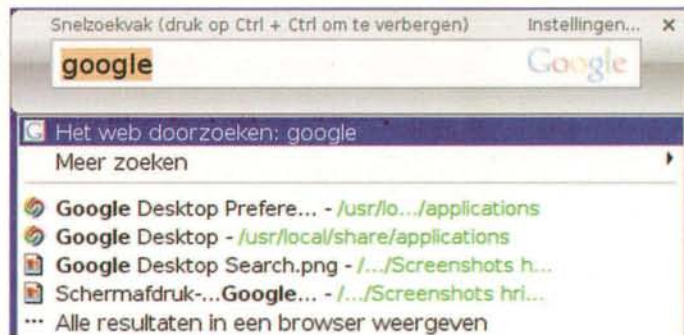 Snelzoekvak (druk op Ctrl + Ctrl om te verbergen) Instellingen... ×
google Google
Het web doorzoeken: google
Meer zoeken
Google Desktop Prefere... - /usr/lo.../applications
Google Desktop - /usr/local/share/applications
Google Desktop Search.png - /.../Screenshots h...
Schermafdruk-...Google... - /.../Screenshots hri...
... Alle resultaten in een browser weergeven